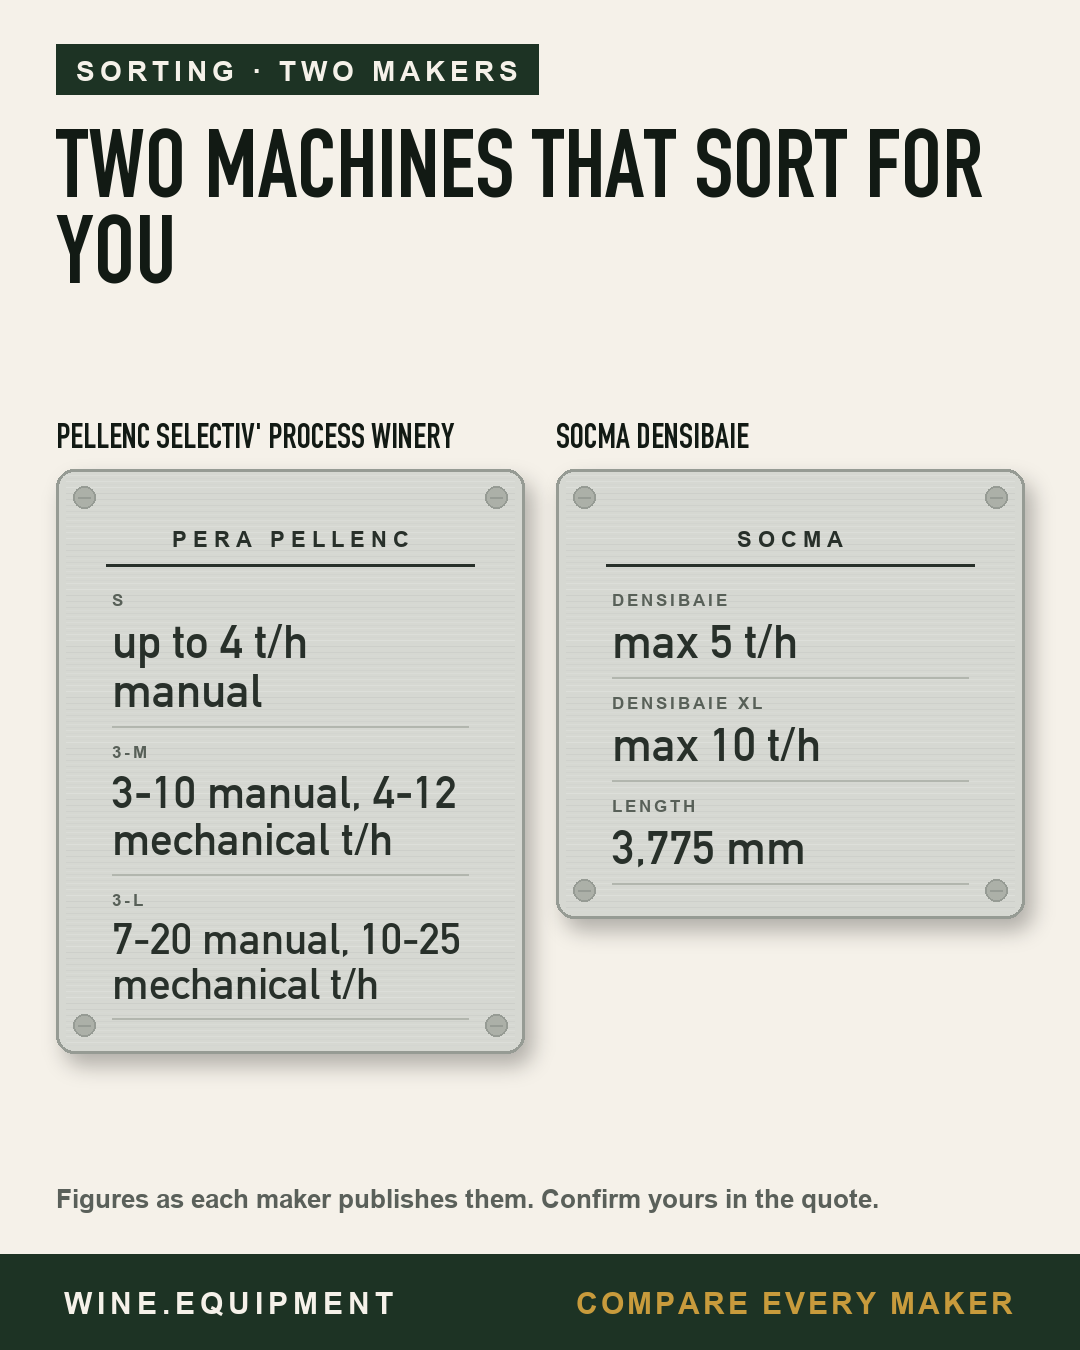 SORTING · TWO MAKERS
TWO MACHINES THAT SORT FOR
YOU
PELLENC SELECTIV' PROCESS WINERY
PERA PELLENC
S
up to 4 t/h
manual
3-M
3-10 manual, 4-12
mechanical t/h
3-L
7-20 manual, 10-25
mechanical t/h
SOCMA DENSIBAIE
SOCMA
DENSIBAIE
max 5 t/h
DENSIBAIE XL
max 10 t/h
LENGTH
3,775 mm
Figures as each maker publishes them. Confirm yours in the quote.
WINE.EQUIPMENT
COMPARE EVERY MAKER